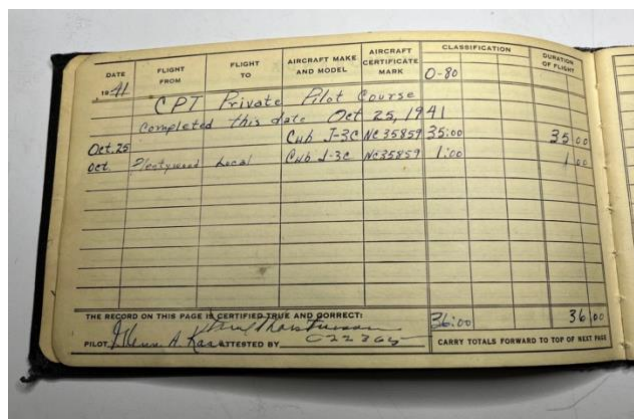 DATE FLIGHT FROM FLIGHT TO AIRCRAFT MAKE AND MODEL AIRCRAFT CERTIFICATE MARK CLASSIFICATION DURATION OF FLIGHT
1941 0-80
CPT Private Pilot Course
Completed this date Oct 25, 1941
Oct. 25 Cub J-3C NC35859 35:00 35 00
Oct. Local Cub J-3C NC35859 1:00 1 00
THE RECORD ON THIS PAGE IS CERTIFIED TRUE AND CORRECT: 36:00 36 00
PILOT Glenn A. ATTESTED BY CARRY TOTALS FORWARD TO TOP OF NEXT PAGE